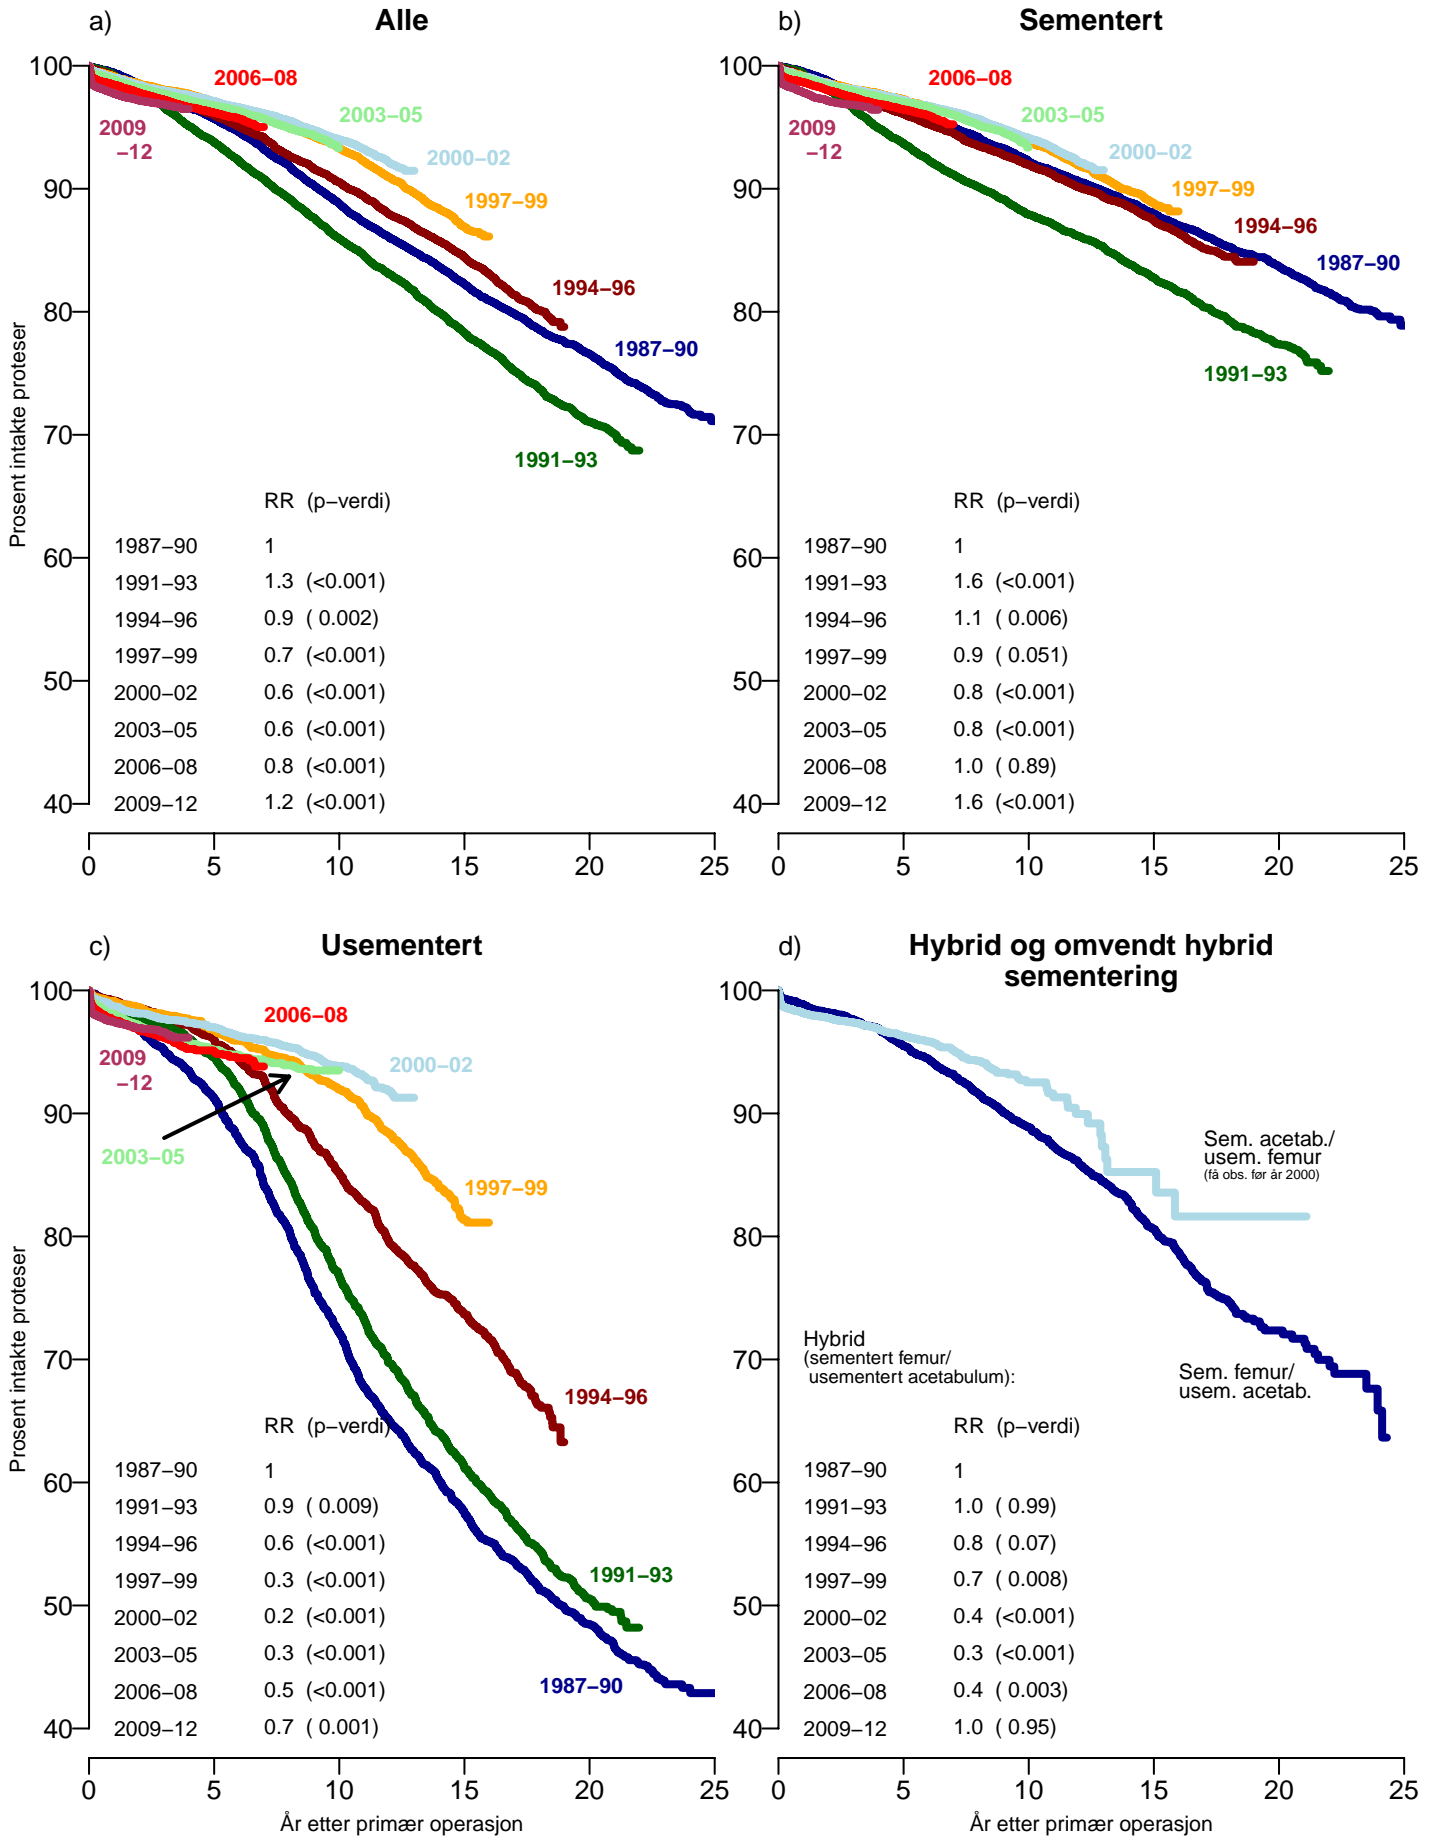 a)
Alle
100
90
80
70
60
50
40
Prosent intakte proteser
2006–08
2003–05
2009
–12
2000–02
1997–99
1994–96
1987–90
1991–93
RR (p–verdi)
1987–90 1
1991–93 1.3 (<0.001)
1994–96 0.9 ( 0.002)
1997–99 0.7 (<0.001)
2000–02 0.6 (<0.001)
2003–05 0.6 (<0.001)
2006–08 0.8 (<0.001)
2009–12 1.2 (<0.001)
0 5 10 15 20 25
b)
Sementert
100
90
80
70
60
50
40
2006–08
2003–05
2009
–12
2000–02
1997–99
1994–96
1987–90
1991–93
RR (p–verdi)
1987–90 1
1991–93 1.6 (<0.001)
1994–96 1.1 ( 0.006)
1997–99 0.9 ( 0.051)
2000–02 0.8 (<0.001)
2003–05 0.8 (<0.001)
2006–08 1.0 ( 0.89)
2009–12 1.6 (<0.001)
0 5 10 15 20 25
c)
Usementert
100
90
80
70
60
50
40
Prosent intakte proteser
2006–08
2009
–12
2000–02
2003–05
1997–99
1994–96
1991–93
1987–90
RR (p–verdi)
1987–90 1
1991–93 0.9 ( 0.009)
1994–96 0.6 (<0.001)
1997–99 0.3 (<0.001)
2000–02 0.2 (<0.001)
2003–05 0.3 (<0.001)
2006–08 0.5 (<0.001)
2009–12 0.7 ( 0.001)
0 5 10 15 20 25
År etter primær operasjon
d)
Hybrid og omvendt hybrid
sementering
100
90
80
70
60
50
40
Sem. acetab./
usem. femur
(få obs. før år 2000)
Hybrid
(sementert femur/
usementert acetabulum):
Sem. femur/
usem. acetab.
RR (p–verdi)
1987–90 1
1991–93 1.0 ( 0.99)
1994–96 0.8 ( 0.07)
1997–99 0.7 ( 0.008)
2000–02 0.4 (<0.001)
2003–05 0.3 (<0.001)
2006–08 0.4 ( 0.003)
2009–12 1.0 ( 0.95)
0 5 10 15 20 25
År etter primær operasjon